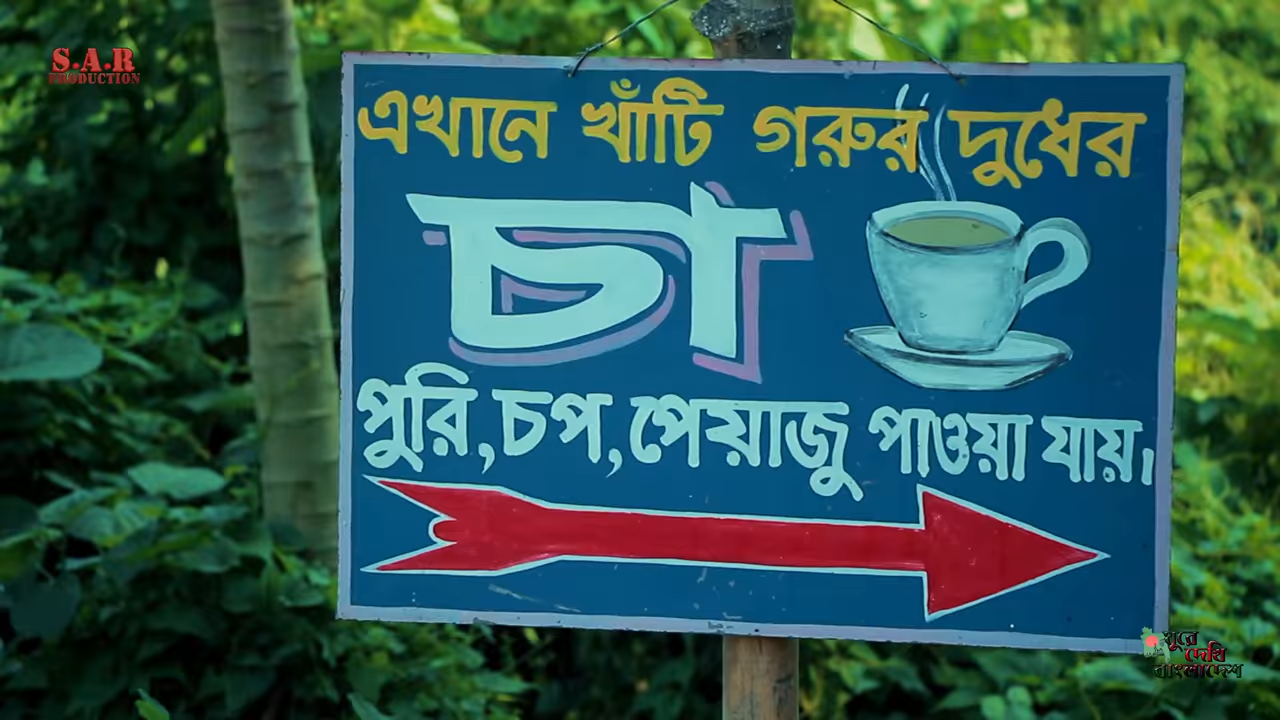 S.A.R
PRODUCTION
এখানে খাঁটি গরুর দুধের
চা
পুরি, চপ, পেয়াজু পাওয়া যায়।
ঘুরে
দেখি
বাংলাদেশ